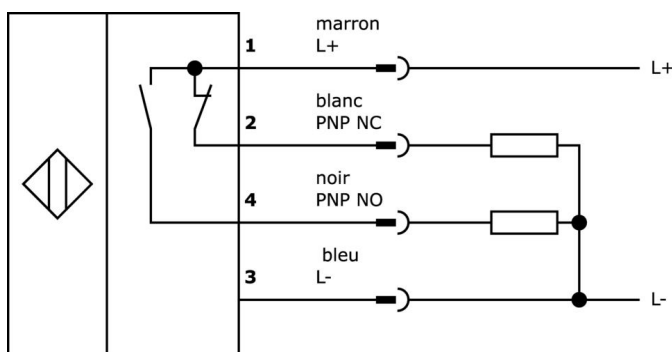 marron
1 L+
L+
blanc
2 PNP NC
noir
4 PNP NO
bleu
3 L-
L-